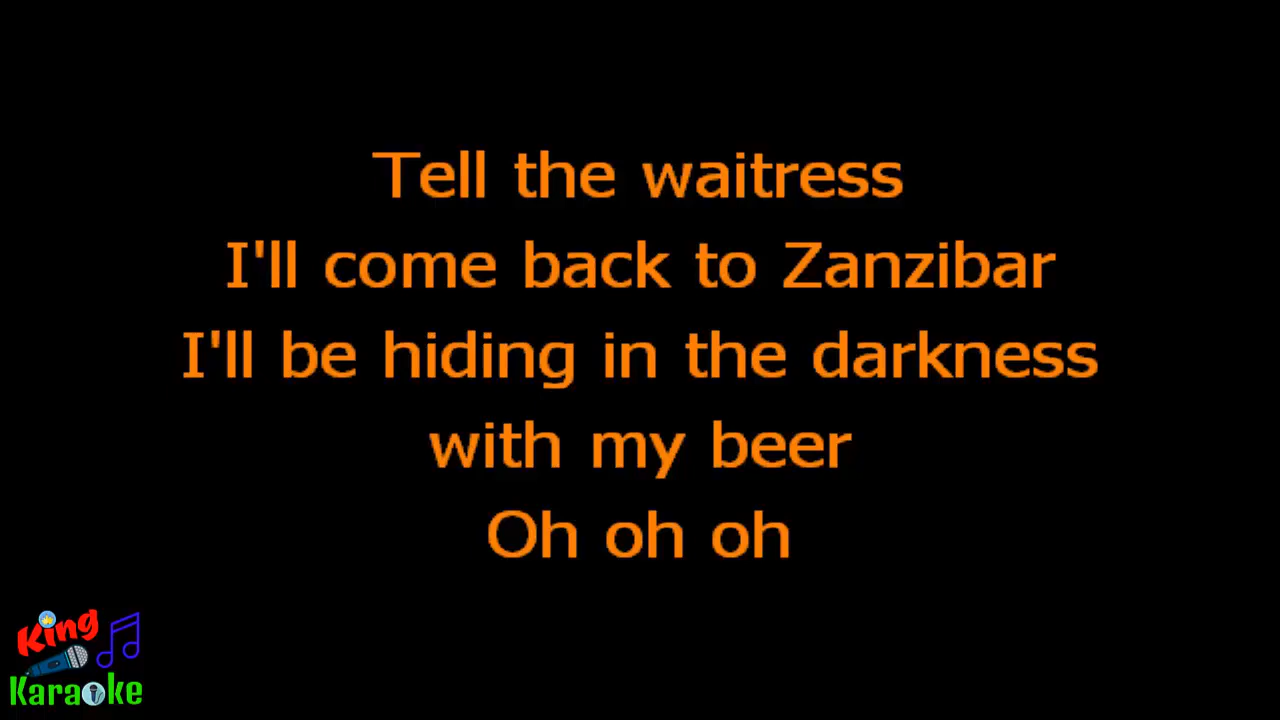 Tell the waitress
I'll come back to Zanzibar
I'll be hiding in the darkness
with my beer
Oh oh oh
King
Karaoke